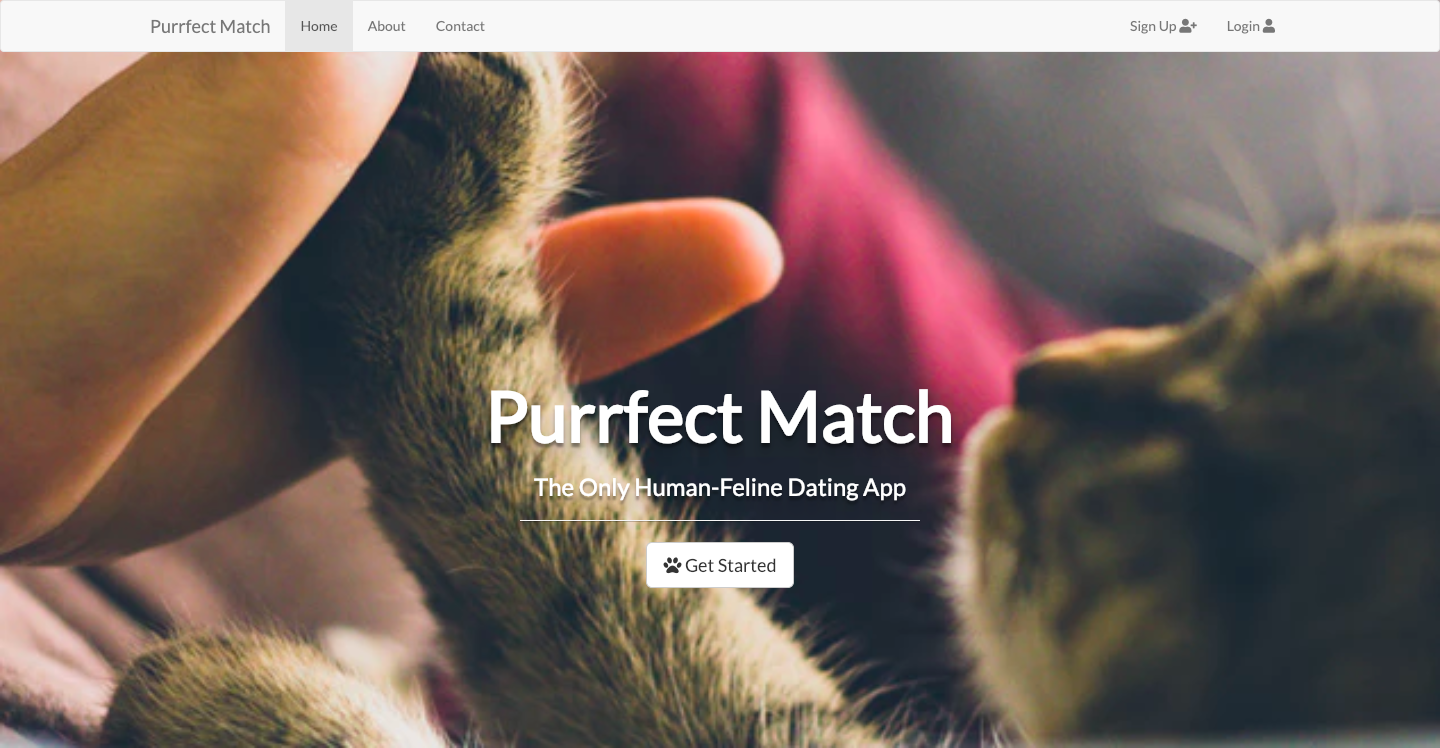 Purrfect Match
Home
About
Contact
Sign Up
Login
Purrfect Match
The Only Human-Feline Dating App
Get Started